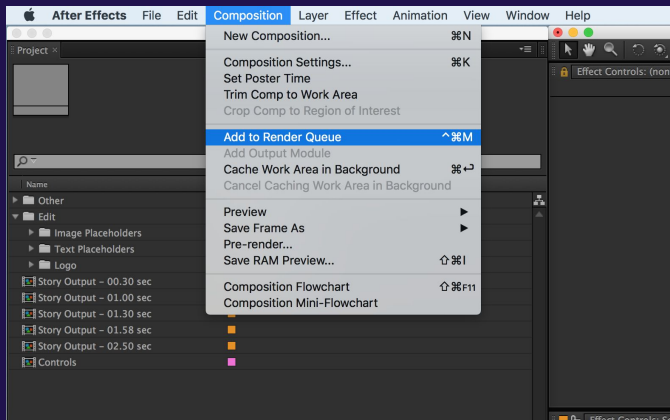 After Effects File Edit Composition Layer Effect Animation View Window Help
Project ×
New Composition... ⌘N
Composition Settings... ⌘K
Set Poster Time
Trim Comp to Work Area
Crop Comp to Region of Interest
Add to Render Queue ^⌘M
Add Output Module
Cache Work Area in Background ⌘↩
Cancel Caching Work Area in Background
Preview
Save Frame As
Pre-render...
Save RAM Preview... ⇧⌘I
Composition Flowchart ⇧⌘F11
Composition Mini-Flowchart
Name
Other
Edit
Image Placeholders
Text Placeholders
Logo
Story Output – 00.30 sec
Story Output – 01.00 sec
Story Output – 01.30 sec
Story Output – 01.58 sec
Story Output – 02.50 sec
Controls
Effect Controls: (non